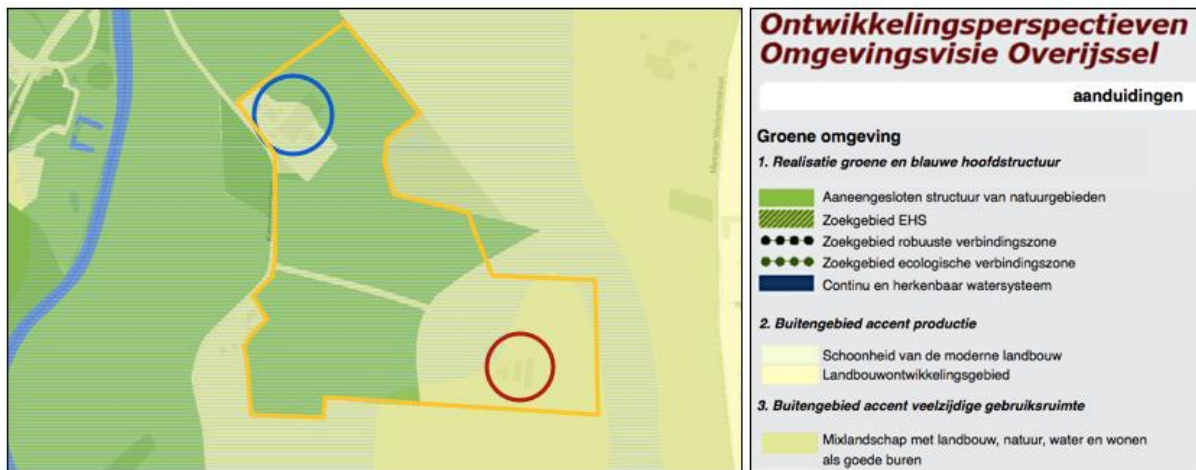 Ontwikkelingsperspectieven
Omgevingsvisie Overijssel
aanduidingen
Groene omgeving
1. Realisatie groene en blauwe hoofdstructuur
Aaneengesloten structuur van natuurgebieden
Zoekgebied EHS
Zoekgebied robuuste verbindingszone
Zoekgebied ecologische verbindingszone
Continu en herkenbaar watersysteem
2. Buitengebied accent productie
Schoonheid van de moderne landbouw
Landbouwontwikkelingsgebied
3. Buitengebied accent veelzijdige gebruiksruimte
Mixlandschap met landbouw, natuur, water en wonen
als goede buren